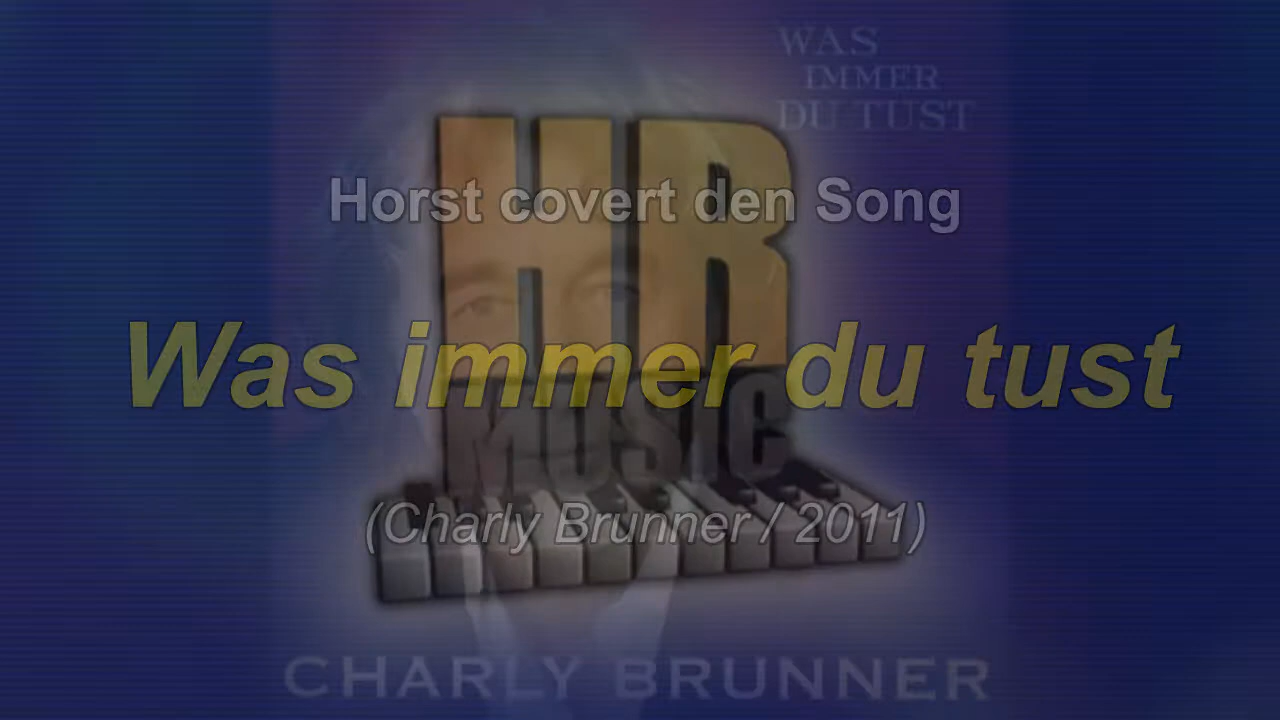 WAS
IMMER
DU TUST
HR
Horst covert den Song
Was immer du tust
MUSIC
(Charly Brunner / 2011)
CHARLY BRUNNER